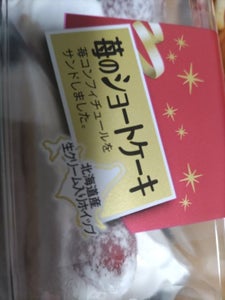 苺のショートケーキ
苺コンフィチュールを
サンドしました。
北海道産
生クリーム入りホイップ